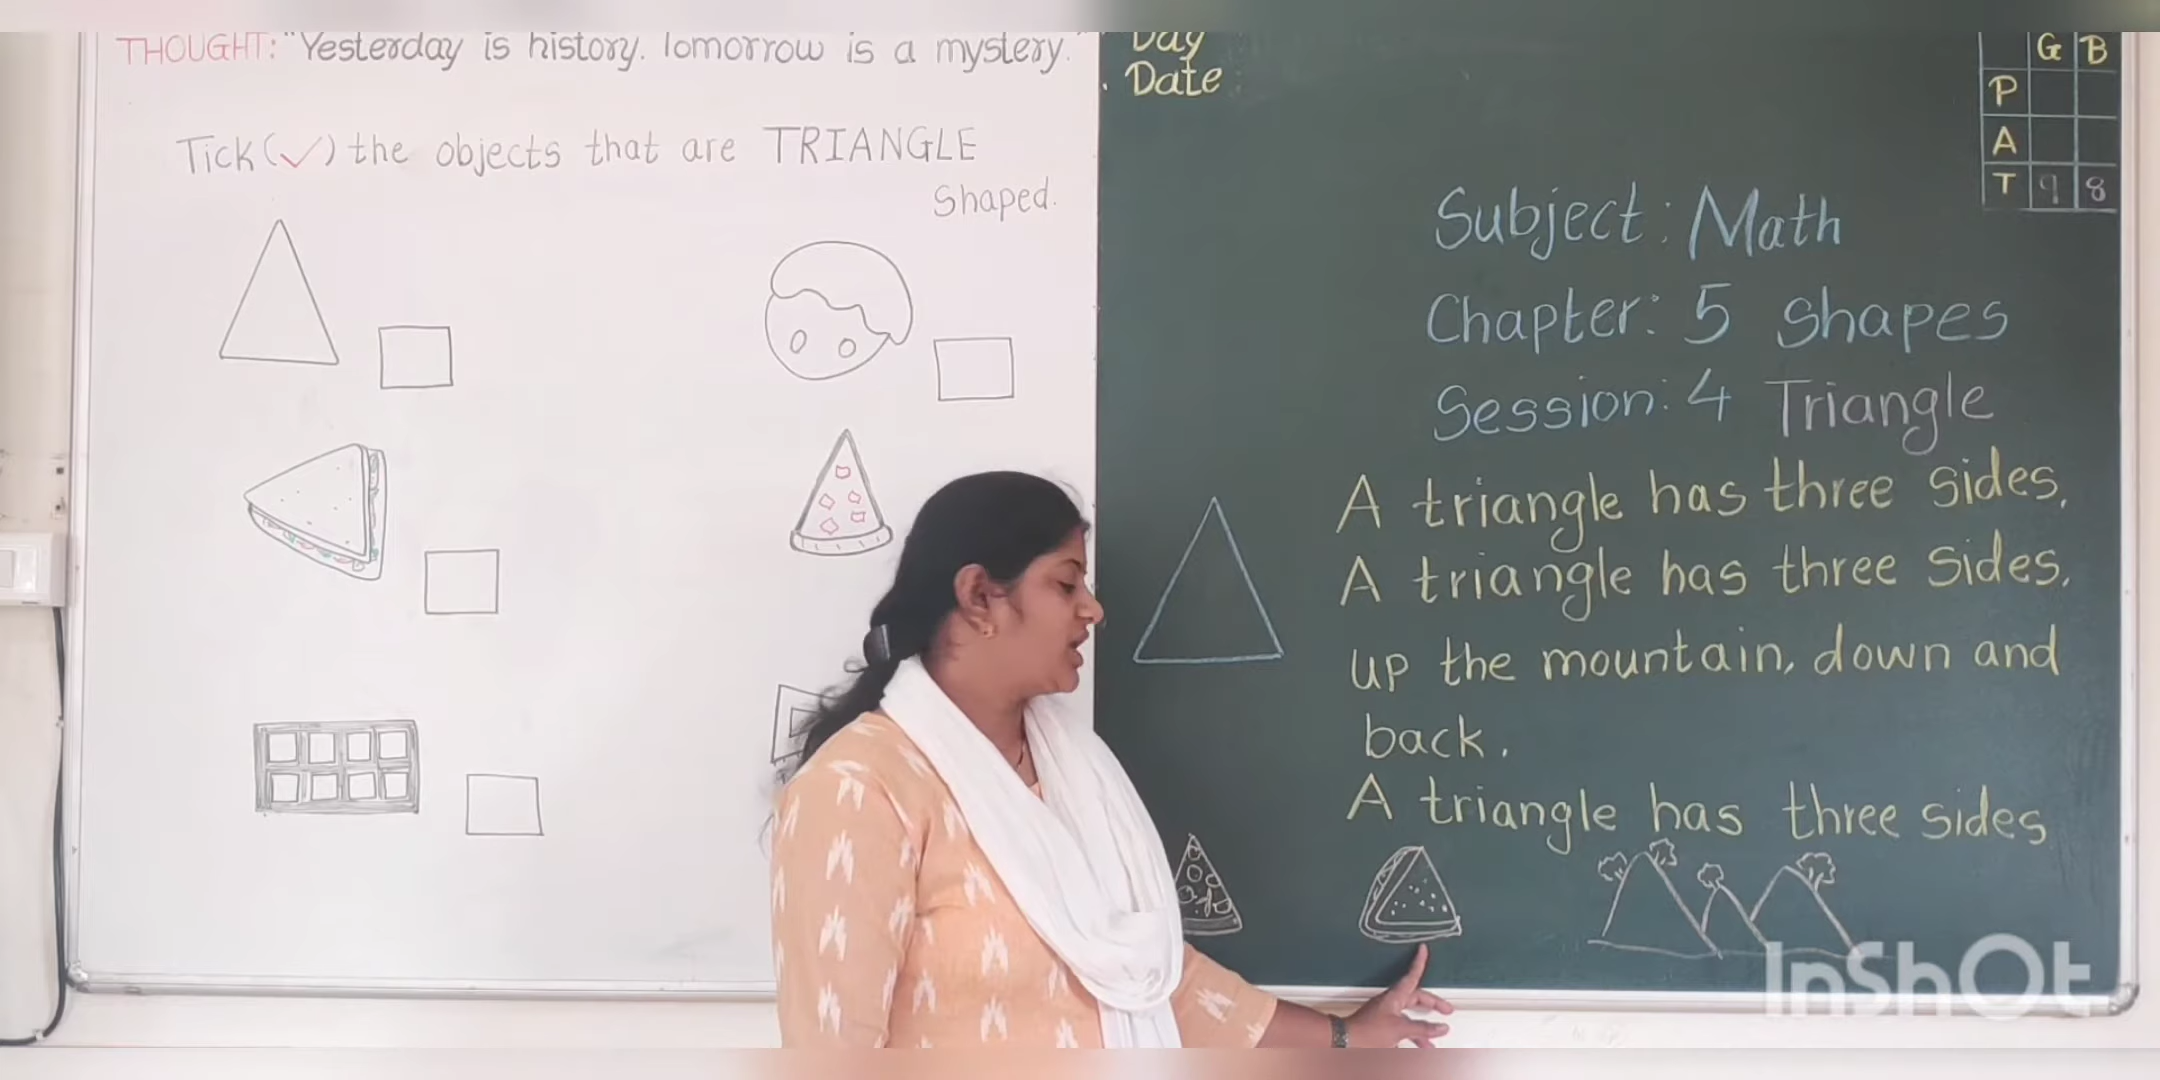 THOUGHT: "Yesterday is history. Tomorrow is a mystery."
Tick (✓) the objects that are TRIANGLE
Shaped.
Day
Date
G B
P
A
T 9 8
Subject: Math
Chapter: 5 Shapes
Session: 4 Triangle
A triangle has three sides,
A triangle has three sides,
up the mountain, down and
back,
A triangle has three sides
InShOt